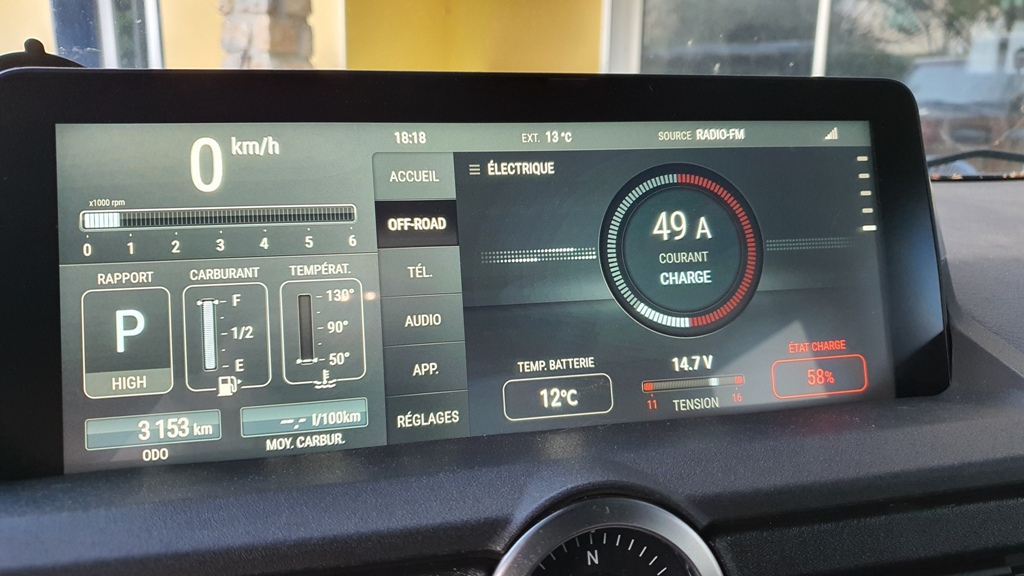 0 km/h
x1000 rpm
0 1 2 3 4 5 6
RAPPORT
P
HIGH
CARBURANT
F
1/2
E
TEMPÉRAT.
130°
90°
50°
3 153 km
ODO
--,- l/100km
MOY. CARBUR.
18:18
EXT. 13 °C
SOURCE RADIO-FM
ACCUEIL
OFF-ROAD
TÉL.
AUDIO
APP.
RÉGLAGES
ÉLECTRIQUE
49 A
COURANT
CHARGE
TEMP. BATTERIE
12°C
14.7 V
11 TENSION 16
ÉTAT CHARGE
58%
N